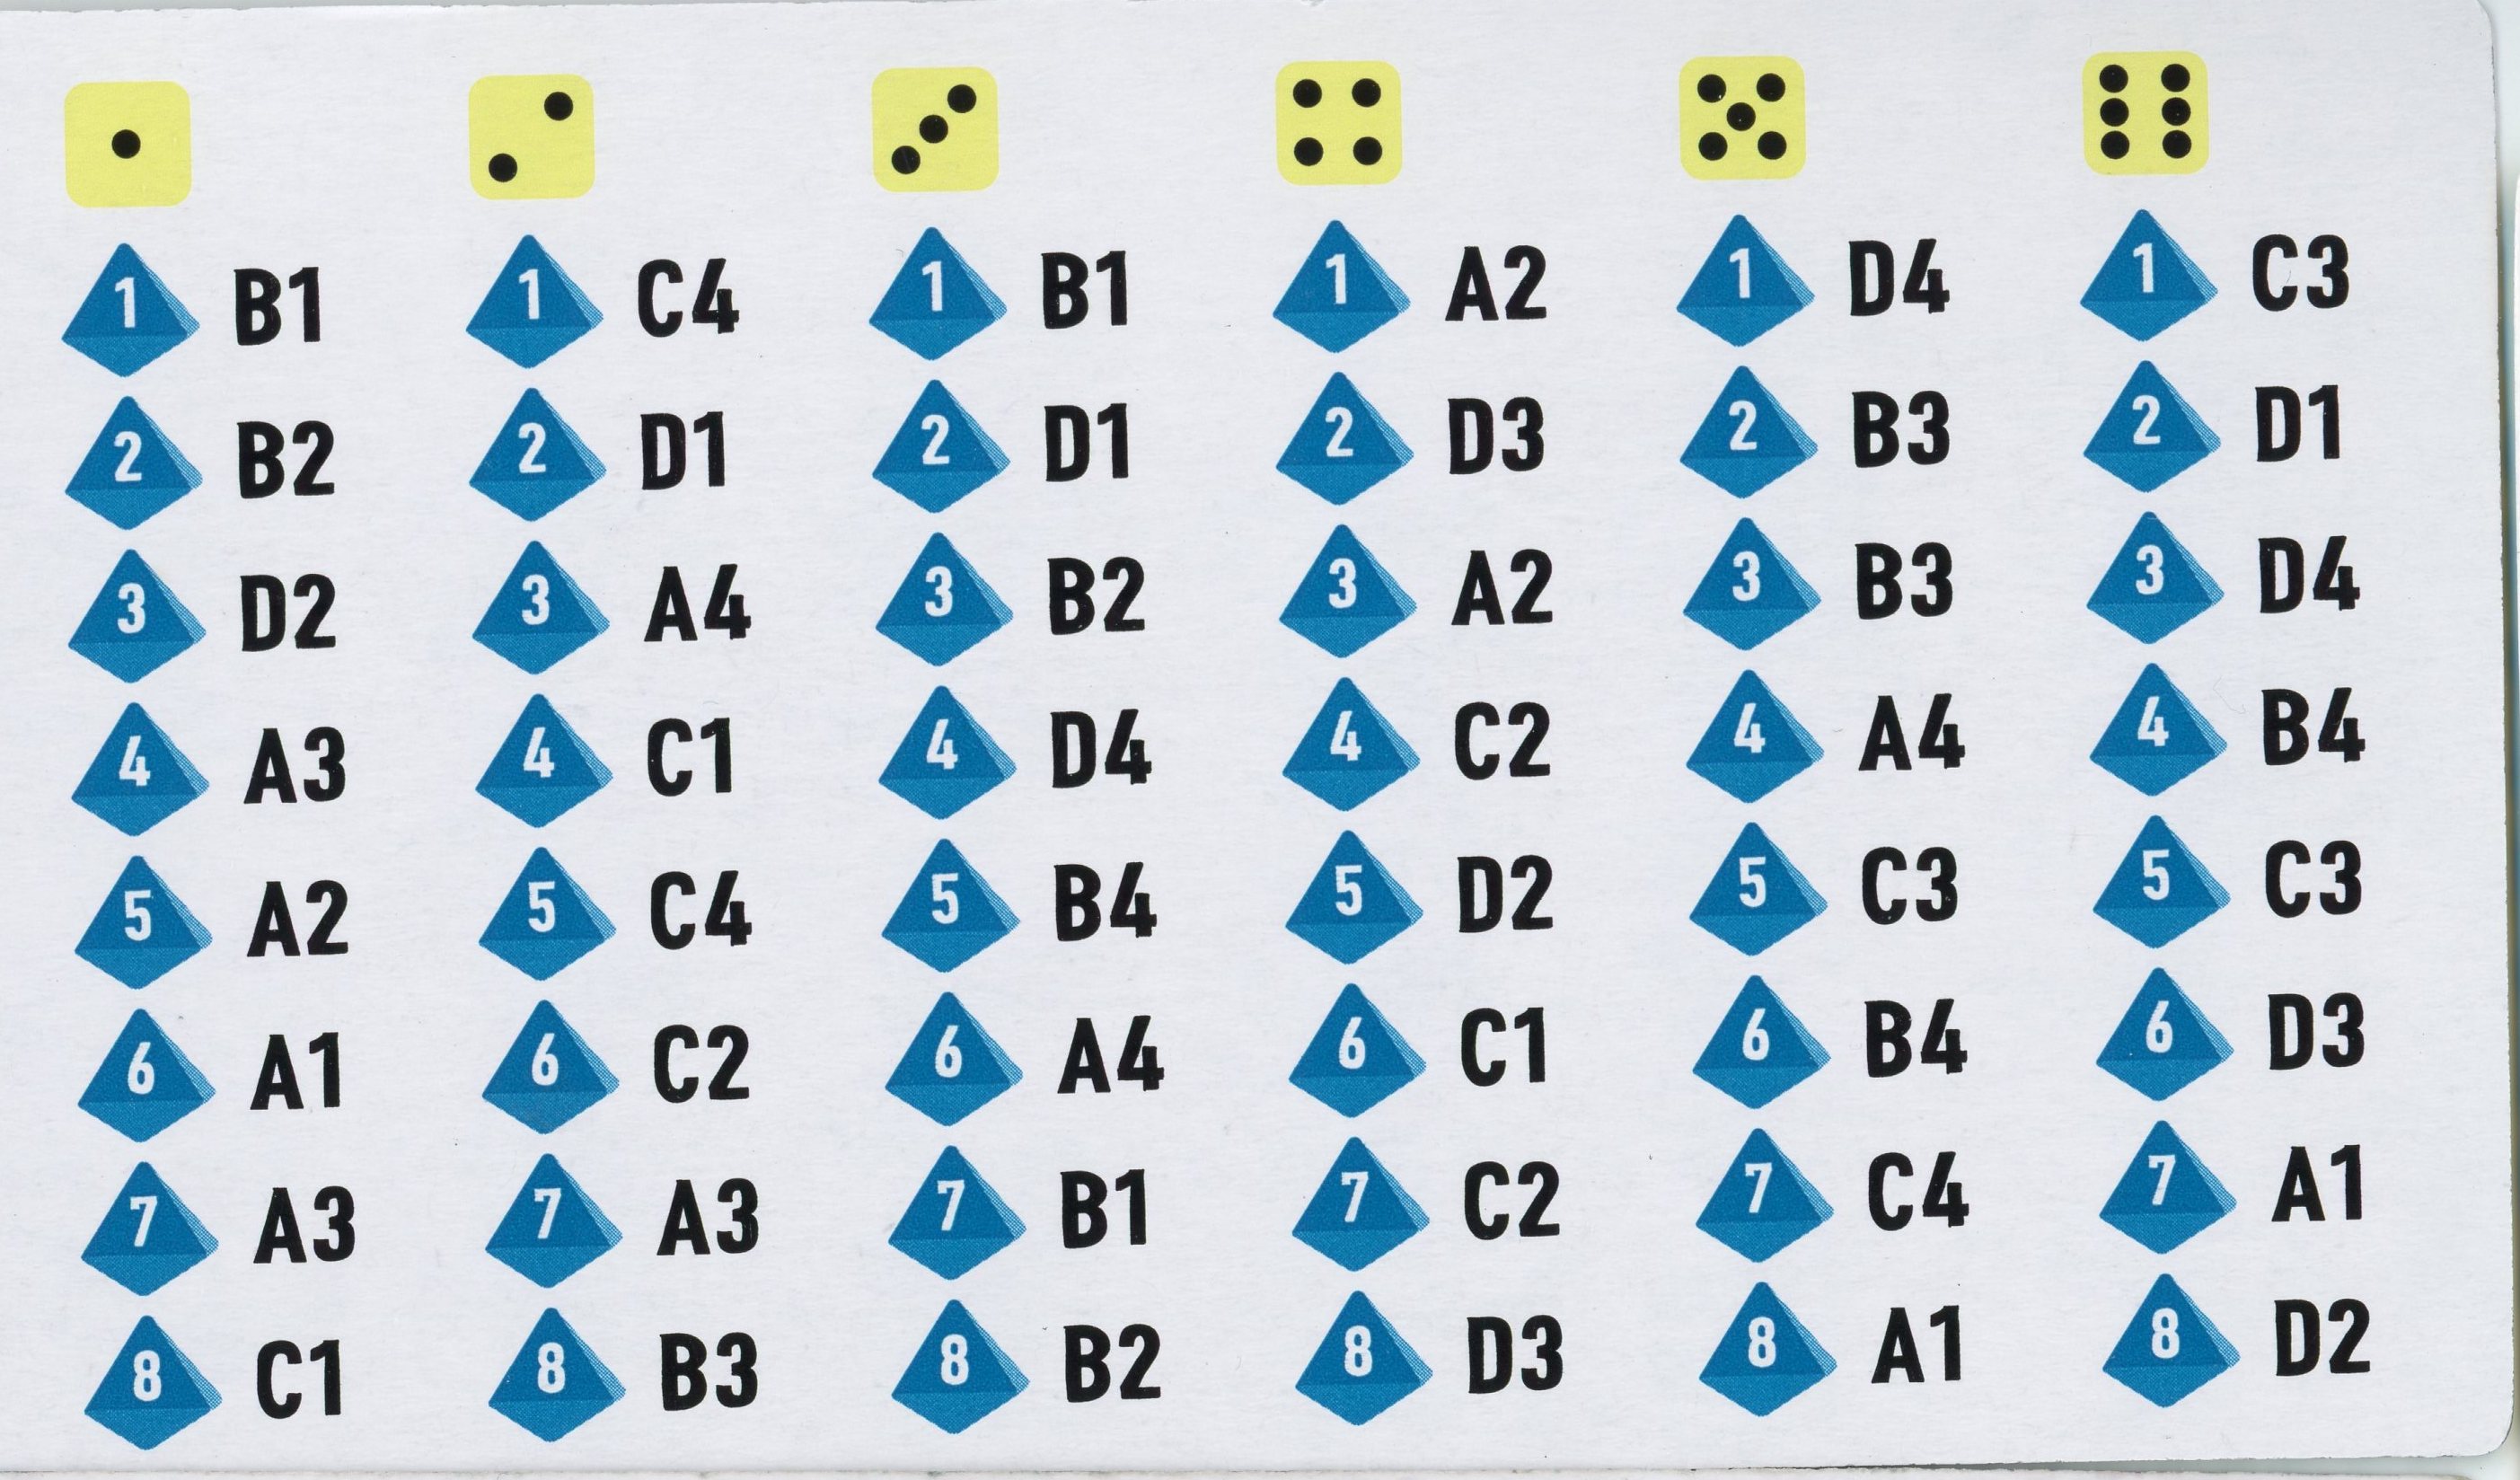 1 B1 1 C4 1 B1 1 A2 1 D4 1 C3
2 B2 2 D1 2 D1 2 D3 2 B3 2 D1
3 D2 3 A4 3 B2 3 A2 3 B3 3 D4
4 A3 4 C1 4 D4 4 C2 4 A4 4 B4
5 A2 5 C4 5 B4 5 D2 5 C3 5 C3
6 A1 6 C2 6 A4 6 C1 6 B4 6 D3
7 A3 7 A3 7 B1 7 C2 7 C4 7 A1
8 C1 8 B3 8 B2 8 D3 8 A1 8 D2